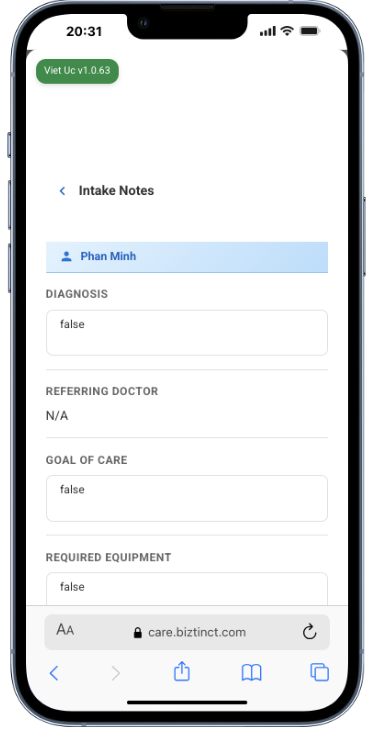 20:31
Viet Uc v1.0.63
Intake Notes
Phan Minh
DIAGNOSIS
false
REFERRING DOCTOR
N/A
GOAL OF CARE
false
REQUIRED EQUIPMENT
false
AA care.biztinct.com